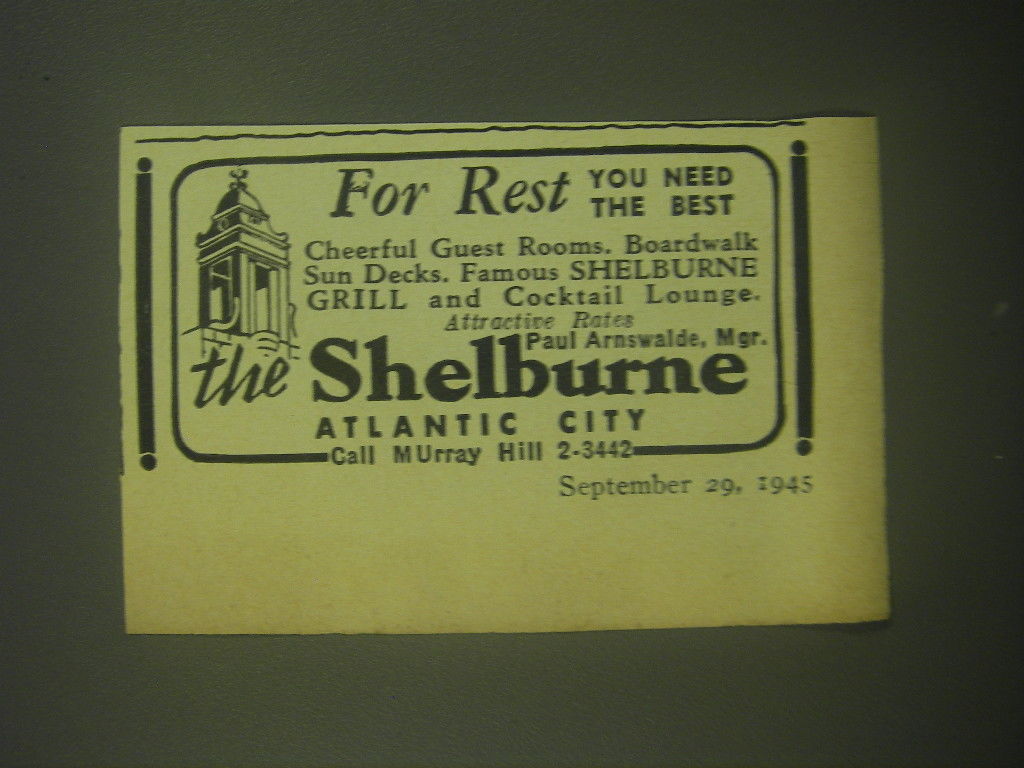 For Rest YOU NEED
THE BEST
Cheerful Guest Rooms. Boardwalk
Sun Decks. Famous SHELBURNE
GRILL and Cocktail Lounge.
Attractive Rates
Paul Arnswalde, Mgr.
the Shelburne
ATLANTIC CITY
Call MUrray Hill 2-3442
September 29, 1945